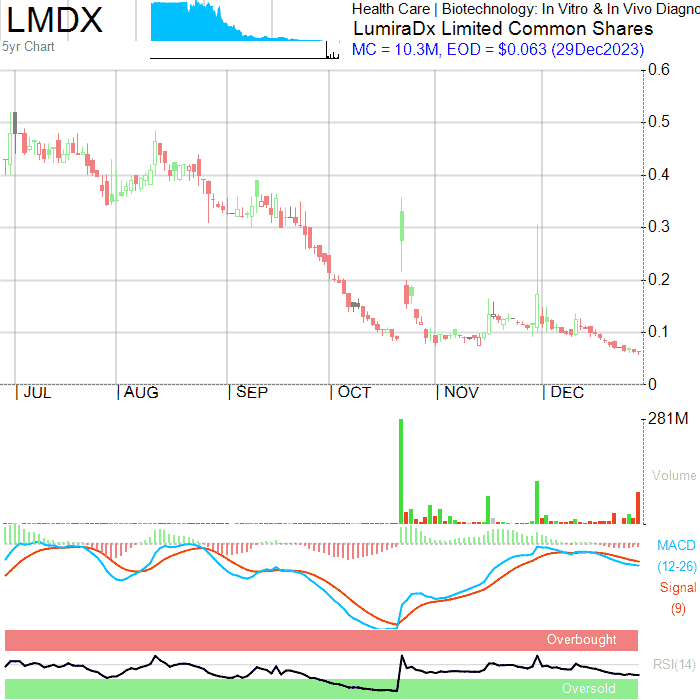 LMDX
5yr Chart
Health Care | Biotechnology: In Vitro & In Vivo Diagno
LumiraDx Limited Common Shares
MC = 10.3M, EOD = $0.063 (29Dec2023)
0.6
0.5
0.4
0.3
0.2
0.1
0
JUL
AUG
SEP
OCT
NOV
DEC
281M
Volume
MACD
(12-26)
Signal
(9)
Overbought
RSI(14)
Oversold